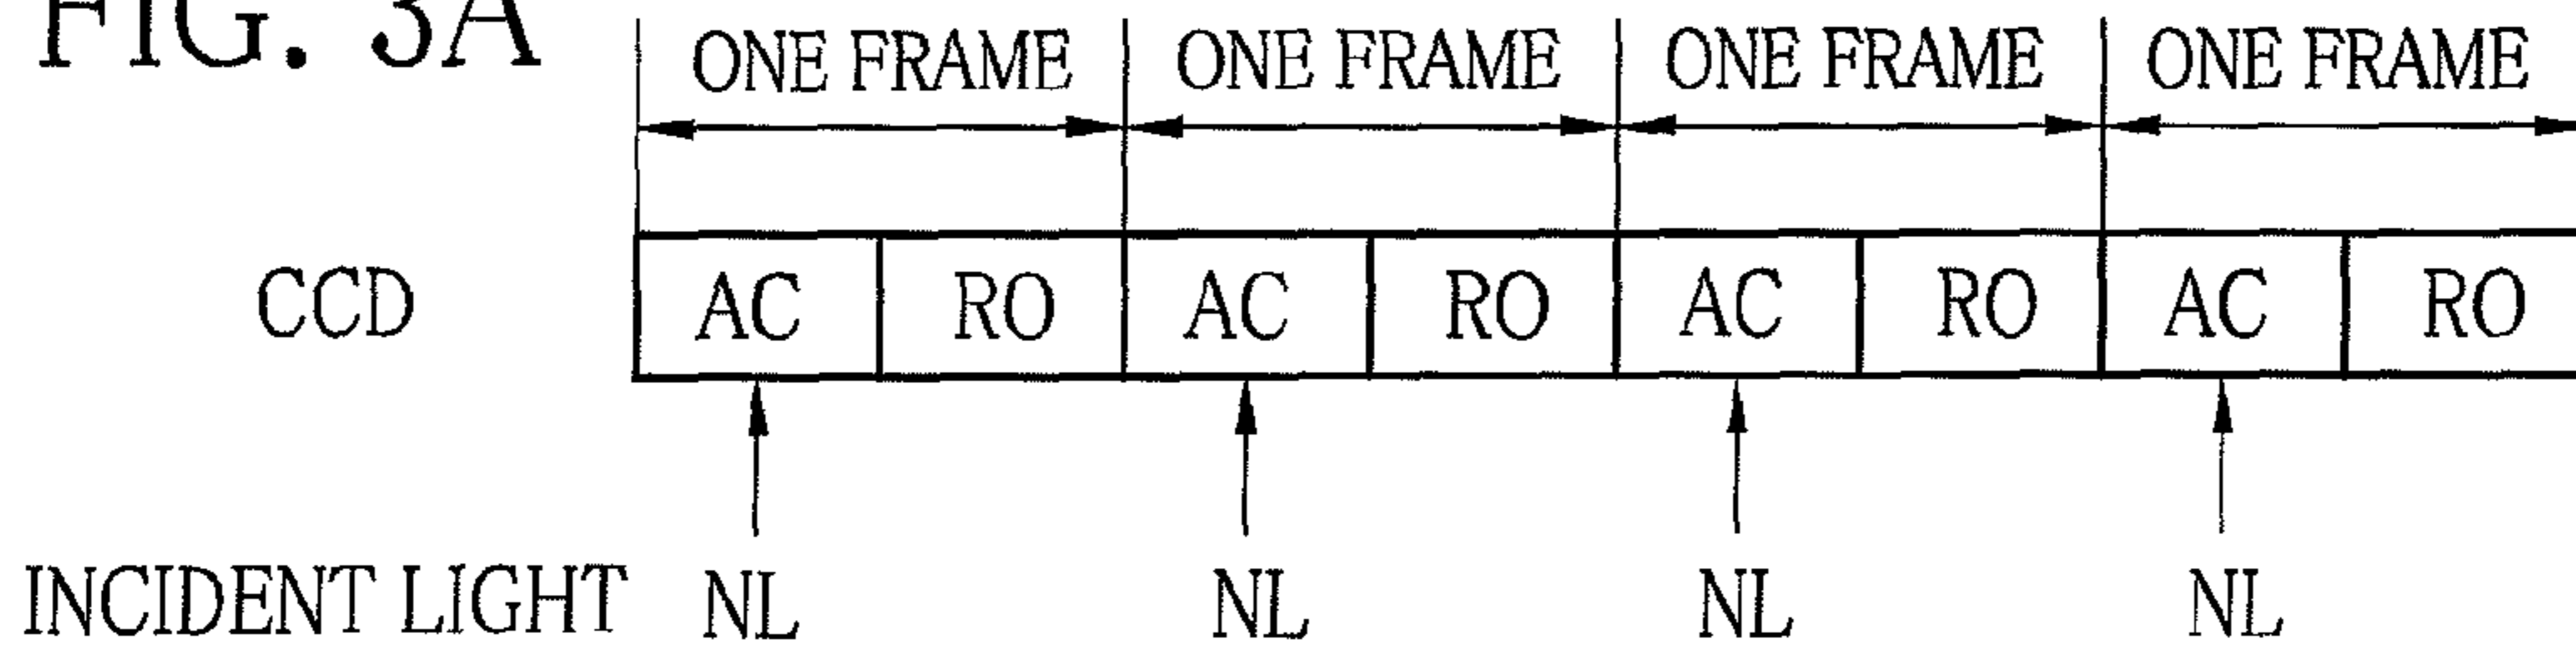 FIG. 3A
ONE FRAME ONE FRAME ONE FRAME ONE FRAME
CCD AC RO AC RO AC RO AC RO
INCIDENT LIGHT NL NL NL NL